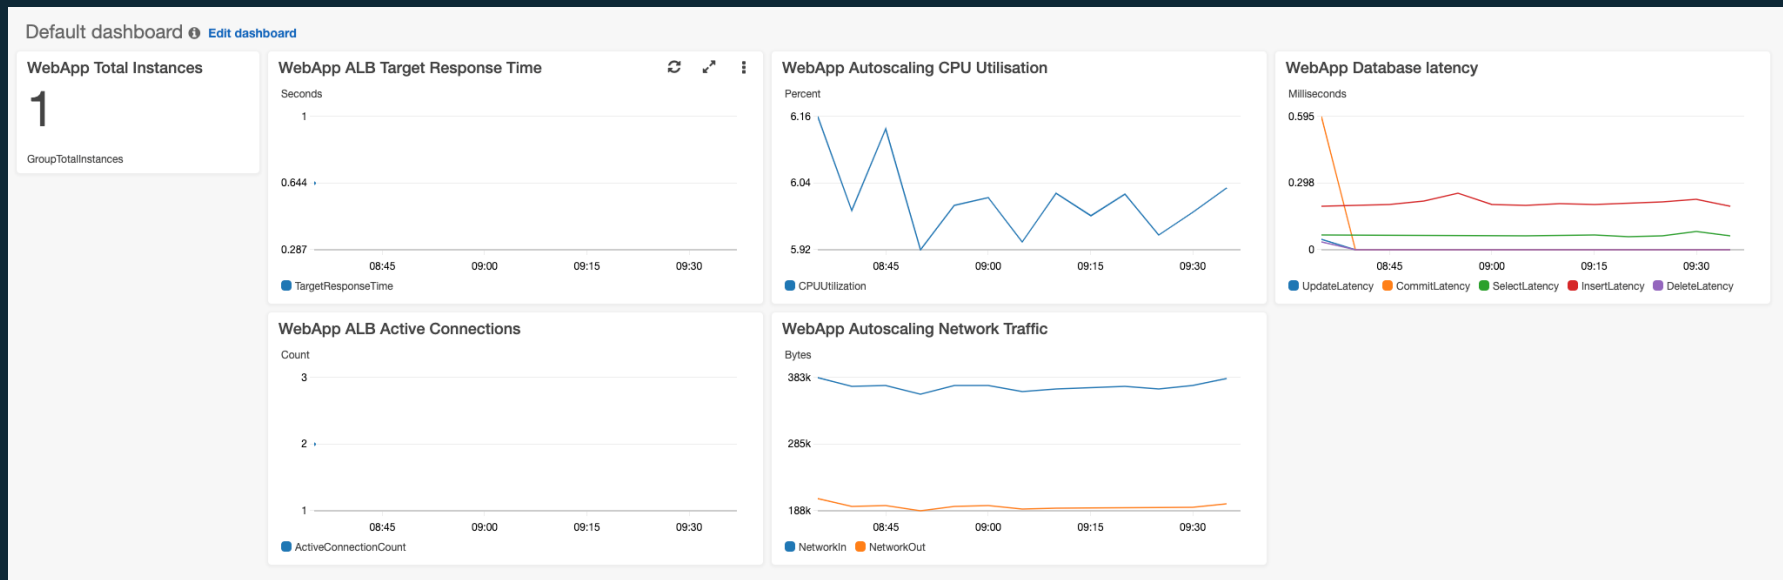 Default dashboard Edit dashboard
WebApp Total Instances
1
GroupTotalInstances
WebApp ALB Target Response Time
Seconds
1
0.644
0.287
08:45 09:00 09:15 09:30
TargetResponseTime
WebApp Autoscaling CPU Utilisation
Percent
6.16
6.04
5.92
08:45 09:00 09:15 09:30
CPUUtilization
WebApp Database latency
Milliseconds
0.595
0.298
0
08:45 09:00 09:15 09:30
UpdateLatency CommitLatency SelectLatency InsertLatency DeleteLatency
WebApp ALB Active Connections
Count
3
2
1
08:45 09:00 09:15 09:30
ActiveConnectionCount
WebApp Autoscaling Network Traffic
Bytes
383k
285k
188k
08:45 09:00 09:15 09:30
NetworkIn NetworkOut